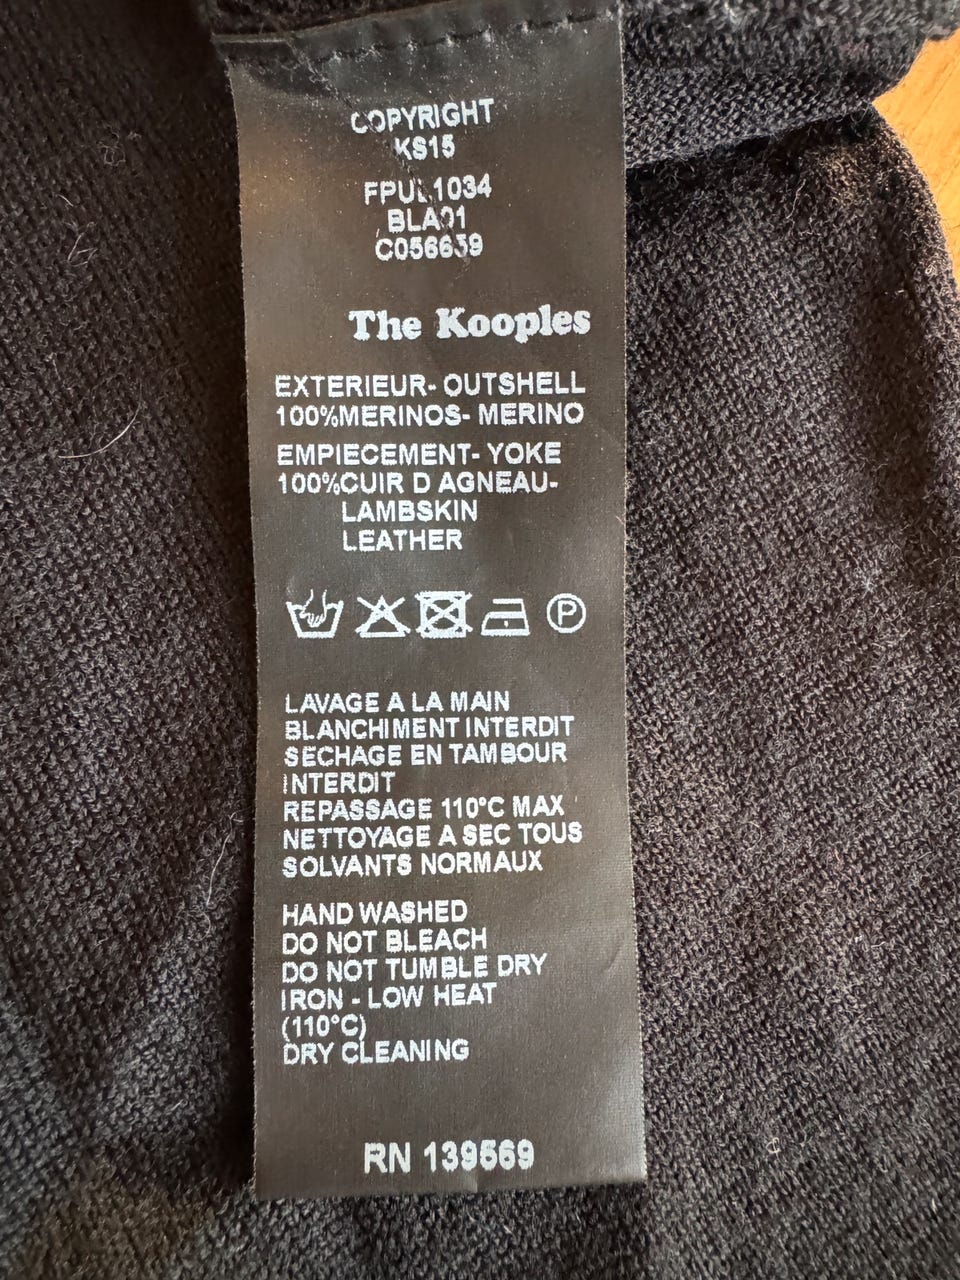 COPYRIGHT
KS15
FPUL1034
BLA01
C056639
The Kooples
EXTERIEUR- OUTSHELL
100%MERINOS- MERINO
EMPIECEMENT- YOKE
100%CUIR D AGNEAU-
LAMBSKIN
LEATHER
P
LAVAGE A LA MAIN
BLANCHIMENT INTERDIT
SECHAGE EN TAMBOUR
INTERDIT
REPASSAGE 110°C MAX
NETTOYAGE A SEC TOUS
SOLVANTS NORMAUX
HAND WASHED
DO NOT BLEACH
DO NOT TUMBLE DRY
IRON - LOW HEAT
(110°C)
DRY CLEANING
RN 139569